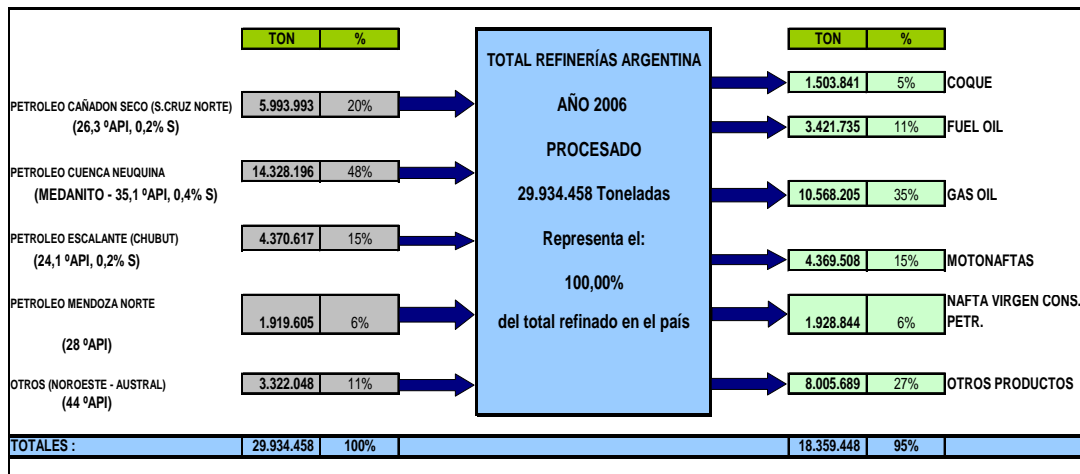 TON %
TON %
PETROLEO CAÑADON SECO (S.CRUZ NORTE) 5.993.993 20%
(26,3 ºAPI, 0,2% S)
PETROLEO CUENCA NEUQUINA 14.328.196 48%
(MEDANITO - 35,1 ºAPI, 0,4% S)
PETROLEO ESCALANTE (CHUBUT) 4.370.617 15%
(24,1 ºAPI, 0,2% S)
PETROLEO MENDOZA NORTE
1.919.605 6%
(28 ºAPI)
OTROS (NOROESTE - AUSTRAL) 3.322.048 11%
(44 ºAPI)
TOTAL REFINERÍAS ARGENTINA
AÑO 2006
PROCESADO
29.934.458 Toneladas
Representa el:
100,00%
del total refinado en el país
1.503.841 5% COQUE
3.421.735 11% FUEL OIL
10.568.205 35% GAS OIL
4.369.508 15% MOTONAFTAS
NAFTA VIRGEN CONS.
1.928.844 6% PETR.
8.005.689 27% OTROS PRODUCTOS
TOTALES : 29.934.458 100% 18.359.448 95%